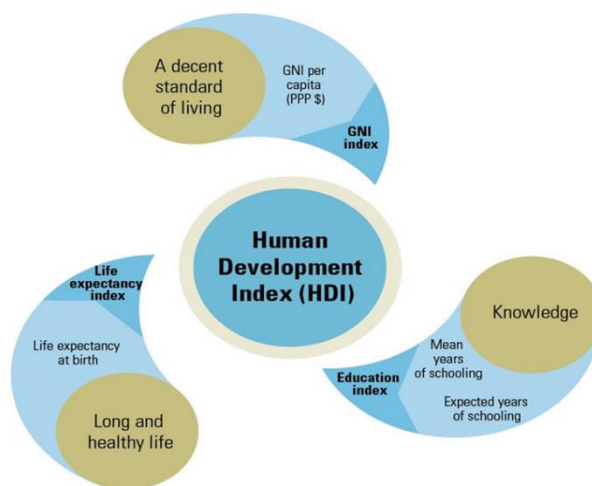 A decent
standard
of living
GNI per
capita
(PPP $)
GNI
index
Human
Development
Index (HDI)
Life
expectancy
index
Life expectancy
at birth
Long and
healthy life
Knowledge
Mean
years
of schooling
Education
index
Expected years
of schooling